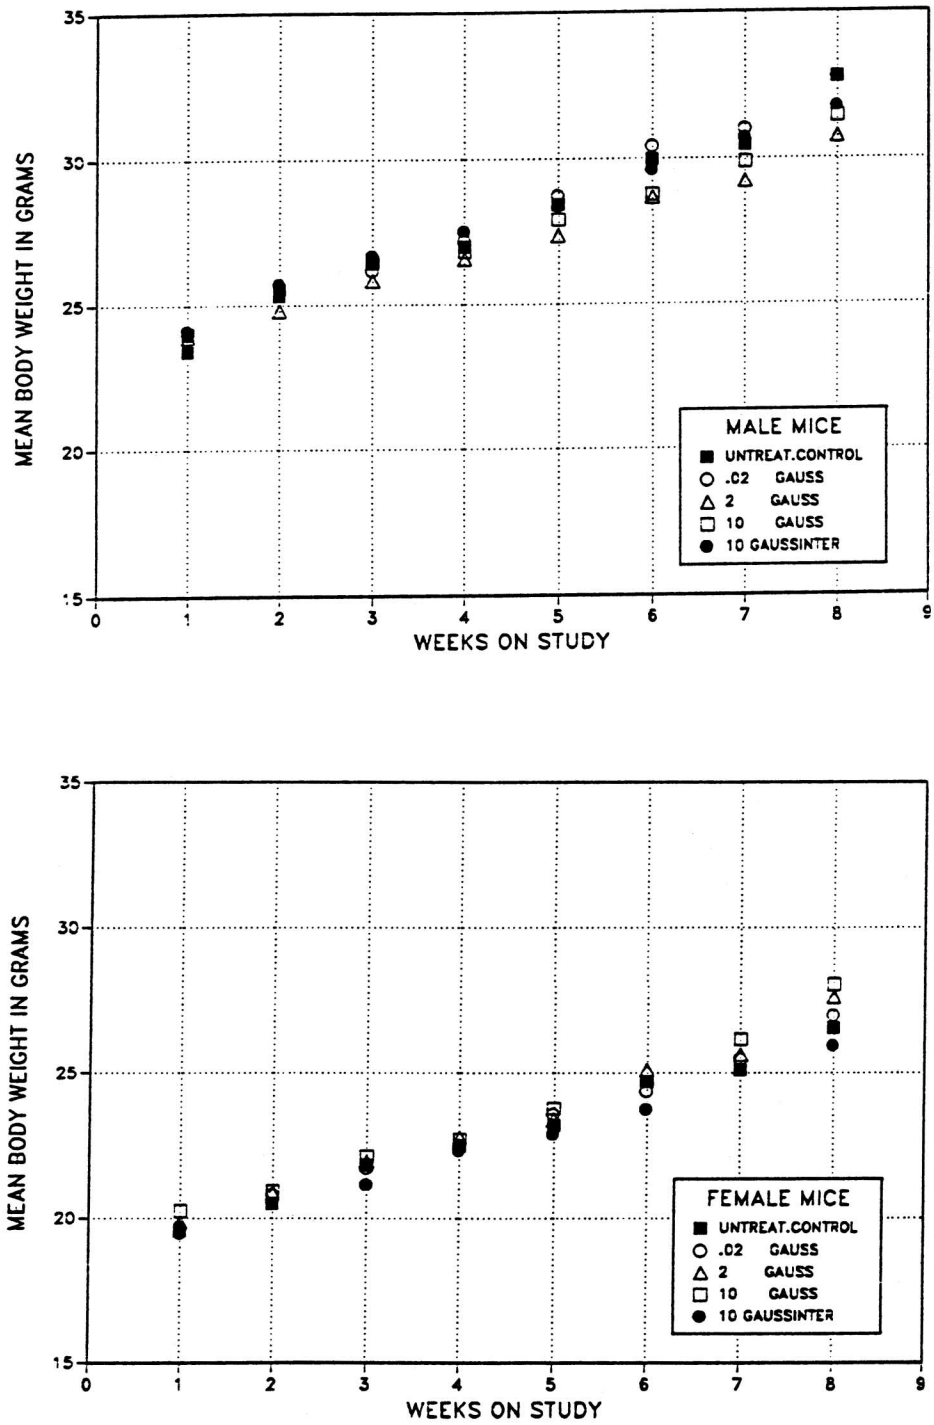 35
30
25
20
15
MEAN BODY WEIGHT IN GRAMS
MALE MICE
UNTREAT.CONTROL
.02 GAUSS
2 GAUSS
10 GAUSS
10 GAUSSINTER
0 1 2 3 4 5 6 7 8 9
WEEKS ON STUDY
35
30
25
20
15
MEAN BODY WEIGHT IN GRAMS
FEMALE MICE
UNTREAT.CONTROL
.02 GAUSS
2 GAUSS
10 GAUSS
10 GAUSSINTER
0 1 2 3 4 5 6 7 8 9
WEEKS ON STUDY